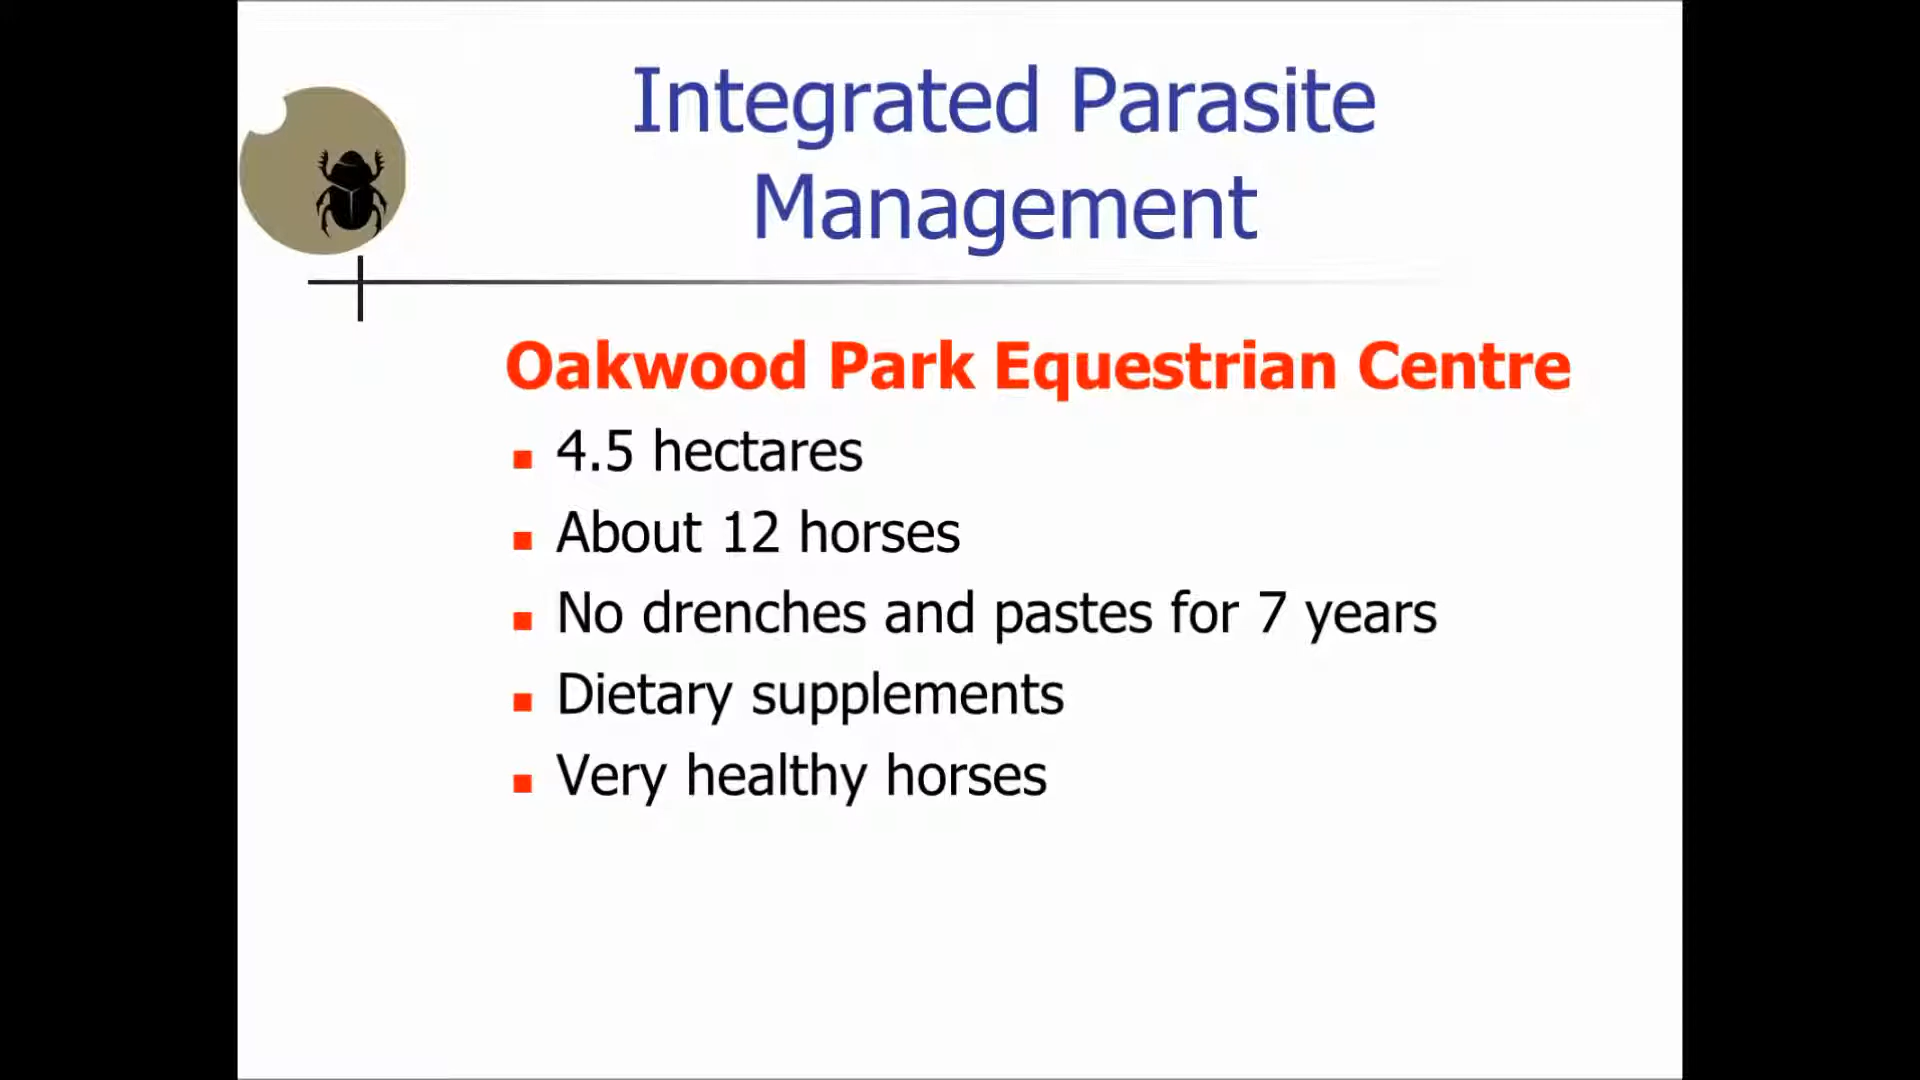 Integrated Parasite
Management
Oakwood Park Equestrian Centre
4.5 hectares
About 12 horses
No drenches and pastes for 7 years
Dietary supplements
Very healthy horses